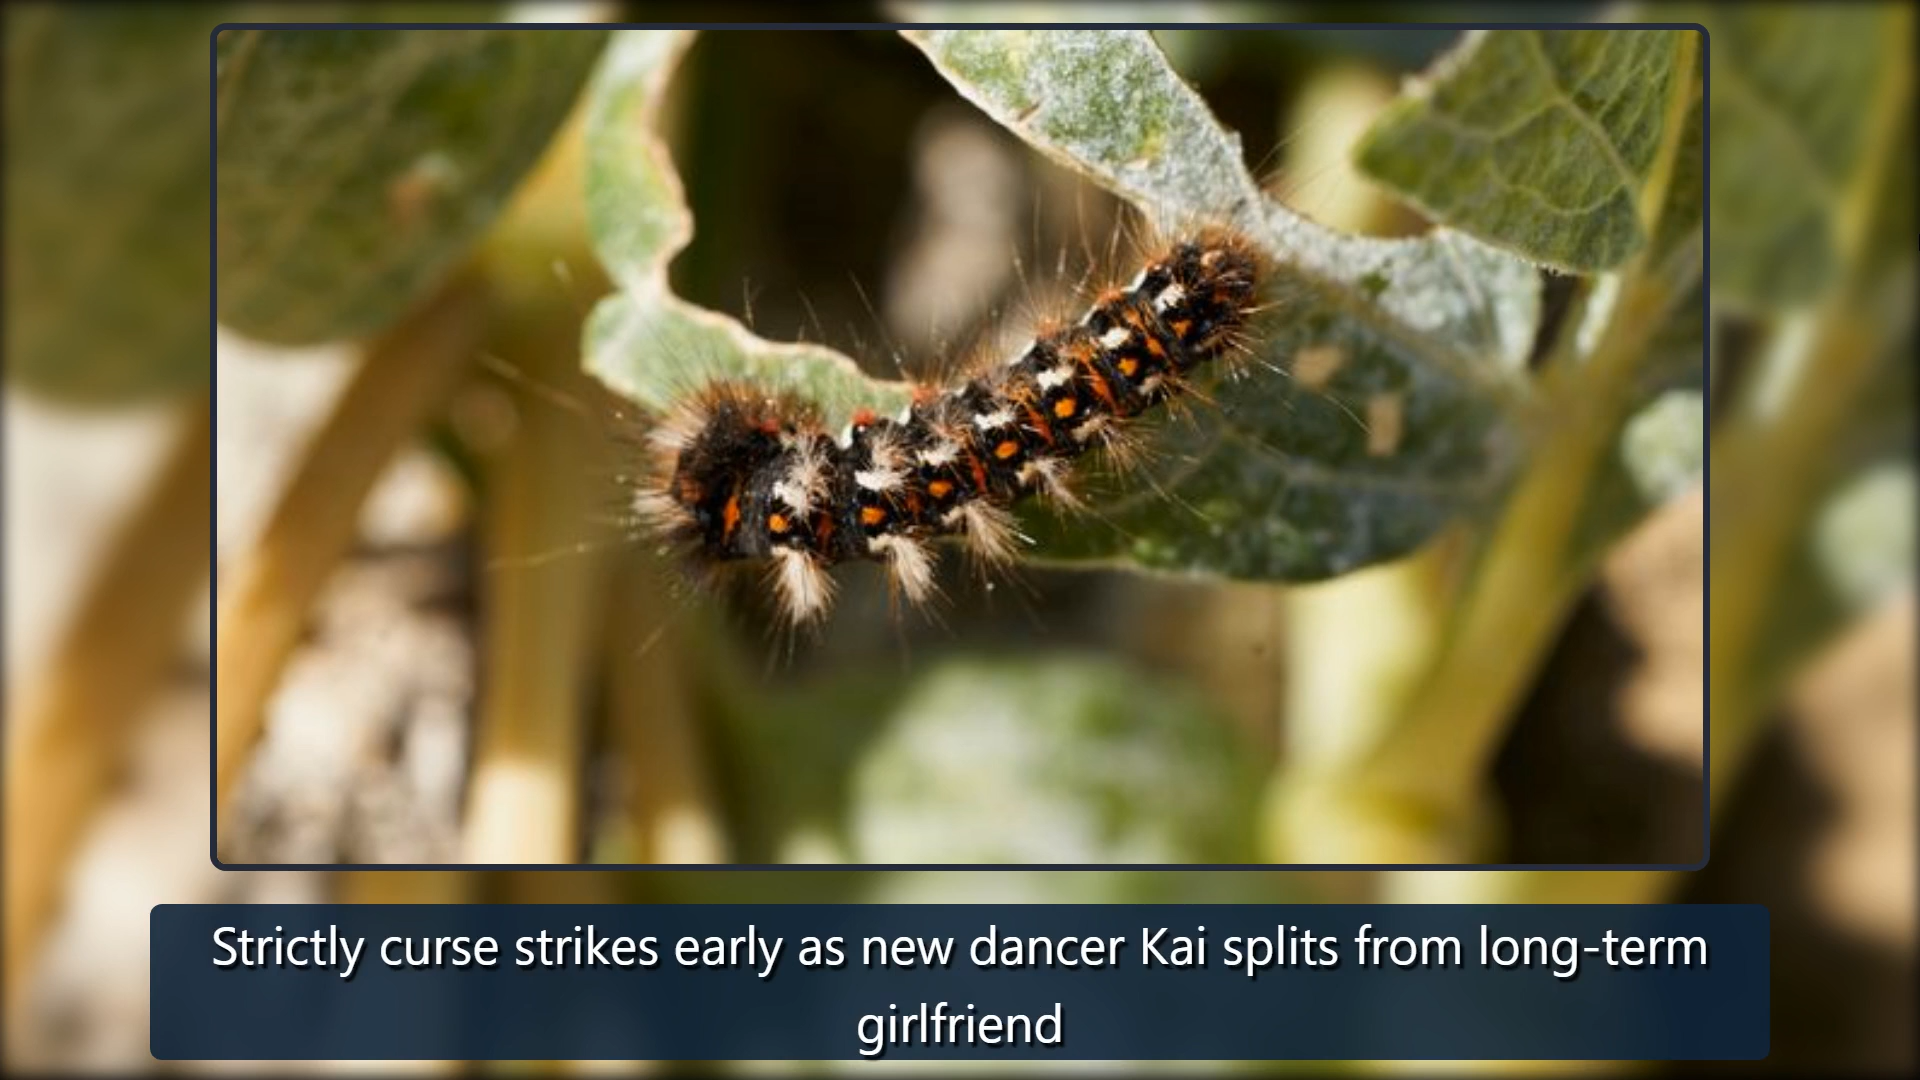 Strictly curse strikes early as new dancer Kai splits from long-term
girlfriend